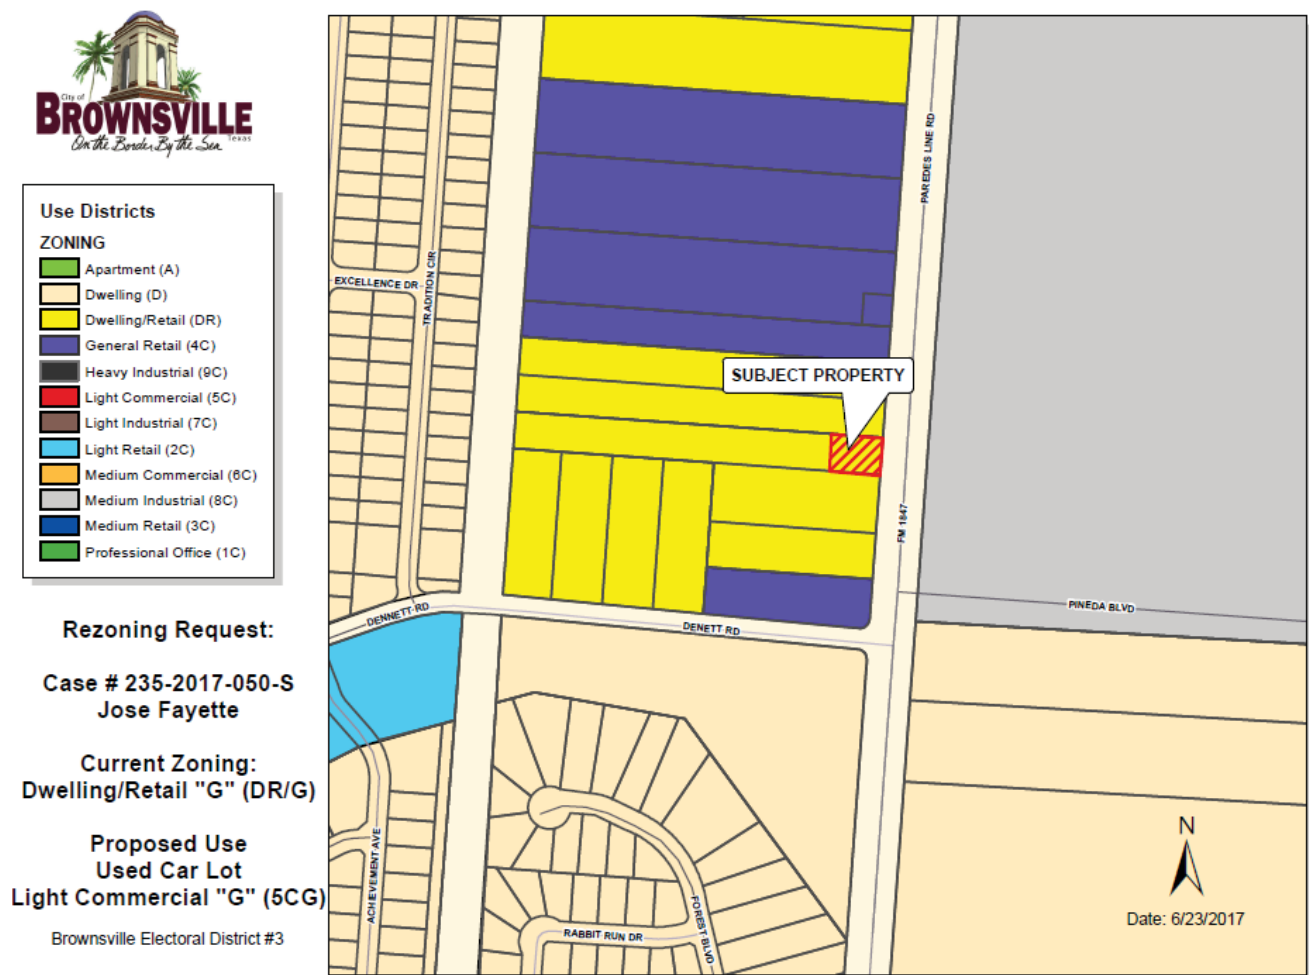 City of
BROWNSVILLE
Texas
On the Border By the Sea
Use Districts
ZONING
Apartment (A)
Dwelling (D)
Dwelling/Retail (DR)
General Retail (4C)
Heavy Industrial (9C)
Light Commercial (5C)
Light Industrial (7C)
Light Retail (2C)
Medium Commercial (6C)
Medium Industrial (8C)
Medium Retail (3C)
Professional Office (1C)
Rezoning Request:
Case # 235-2017-050-S
Jose Fayette
Current Zoning:
Dwelling/Retail "G" (DR/G)
Proposed Use
Used Car Lot
Light Commercial "G" (5CG)
Brownsville Electoral District #3
PAREDES LINE RD
EXCELLENCE DR
TRADITION CIR
SUBJECT PROPERTY
FM 1847
DENNETT RD
DENETT RD
PINEDA BLVD
ACHIEVEMENT AVE
FOREST BLVD
RABBIT RUN DR
N
Date: 6/23/2017